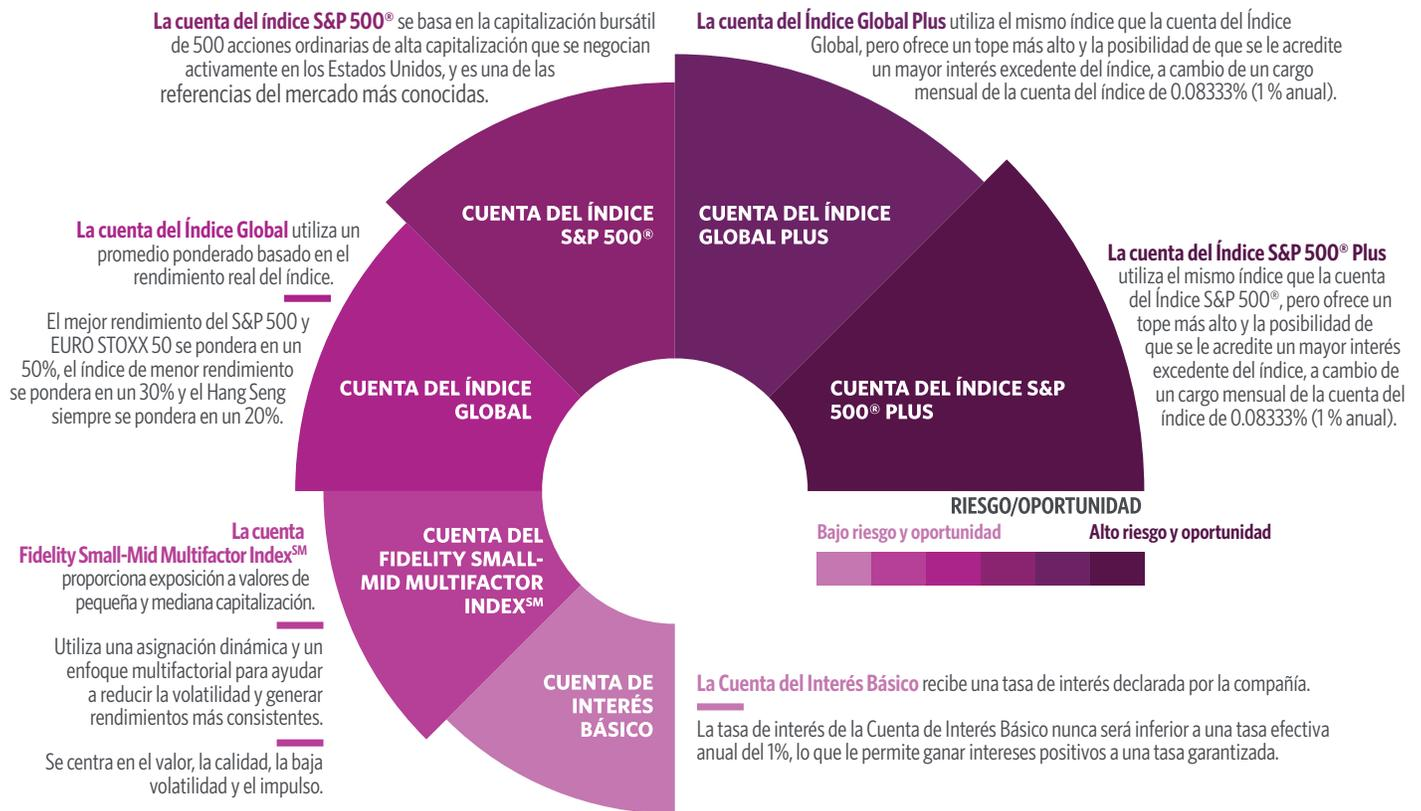 La cuenta del índice S&P 500® se basa en la capitalización bursátil
de 500 acciones ordinarias de alta capitalización que se negocian
activamente en los Estados Unidos, y es una de las
referencias del mercado más conocidas.
La cuenta del Índice Global Plus utiliza el mismo índice que la cuenta del Índice
Global, pero ofrece un tope más alto y la posibilidad de que se le acredite
un mayor interés excedente del índice, a cambio de un cargo
mensual de la cuenta del índice de 0.08333% (1 % anual).
CUENTA DEL ÍNDICE
S&P 500®
CUENTA DEL ÍNDICE
GLOBAL PLUS
La cuenta del Índice Global utiliza un
promedio ponderado basado en el
rendimiento real del índice.
El mejor rendimiento del S&P 500 y
EURO STOXX 50 se pondera en un
50%, el índice de menor rendimiento
se pondera en un 30% y el Hang Seng
siempre se pondera en un 20%.
CUENTA DEL ÍNDICE
GLOBAL
CUENTA DEL ÍNDICE S&P
500® PLUS
La cuenta del Índice S&P 500® Plus
utiliza el mismo índice que la cuenta
del Índice S&P 500®, pero ofrece un
tope más alto y la posibilidad de
que se le acredite un mayor interés
excedente del índice, a cambio de
un cargo mensual de la cuenta del
índice de 0.08333% (1 % anual).
RIESGO/OPORTUNIDAD
Bajo riesgo y oportunidad
Alto riesgo y oportunidad
La cuenta
Fidelity Small-Mid Multifactor Index℠
proporciona exposición a valores de
pequeña y mediana capitalización.
Utiliza una asignación dinámica y un
enfoque multifactorial para ayudar
a reducir la volatilidad y generar
rendimientos más consistentes.
Se centra en el valor, la calidad, la baja
volatilidad y el impulso.
CUENTA DEL
FIDELITY SMALL-
MID MULTIFACTOR
INDEX℠
CUENTA DE
INTERÉS
BÁSICO
La Cuenta del Interés Básico recibe una tasa de interés declarada por la compañía.
La tasa de interés de la Cuenta de Interés Básico nunca será inferior a una tasa efectiva
anual del 1%, lo que le permite ganar intereses positivos a una tasa garantizada.